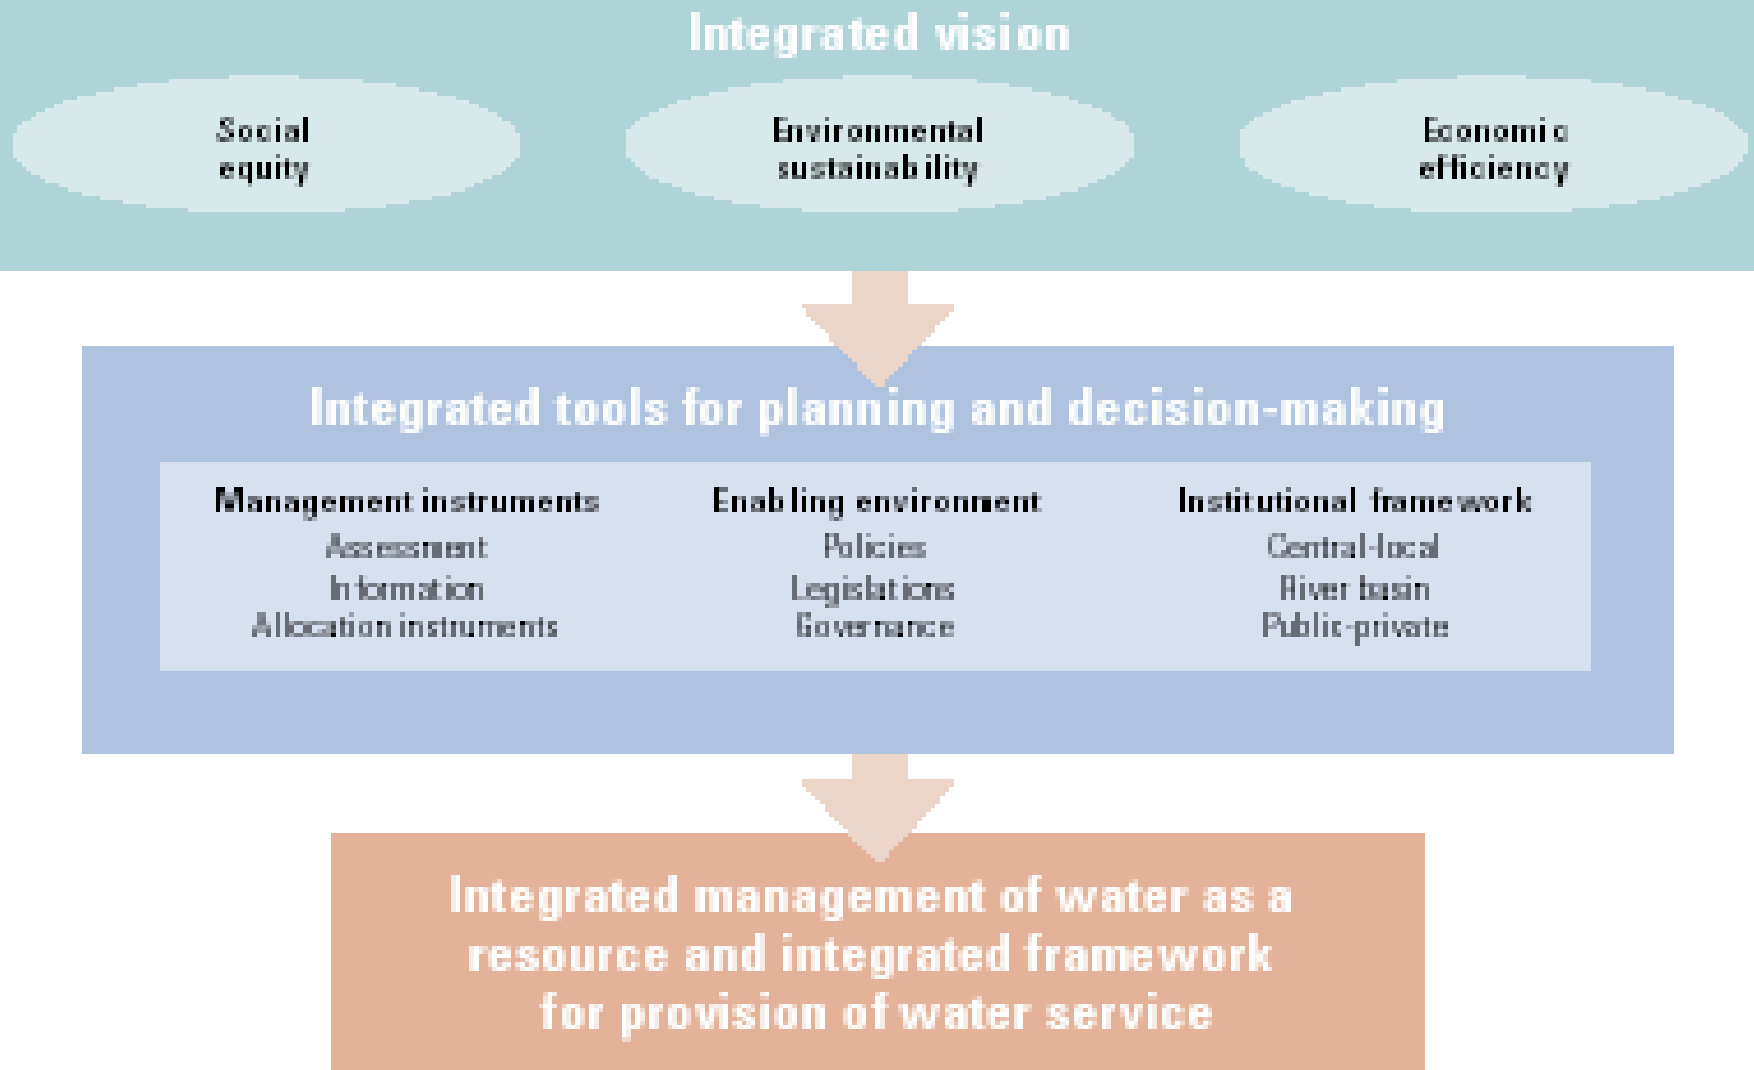 Integrated vision
Social
equity
Environmental
sustainability
Economic
efficiency
Integrated tools for planning and decision-making
Management instruments
Assessment
Information
Allocation instruments
Enabling environment
Policies
Legislations
Governance
Institutional framework
Central-local
River basin
Public-private
Integrated management of water as a
resource and integrated framework
for provision of water service